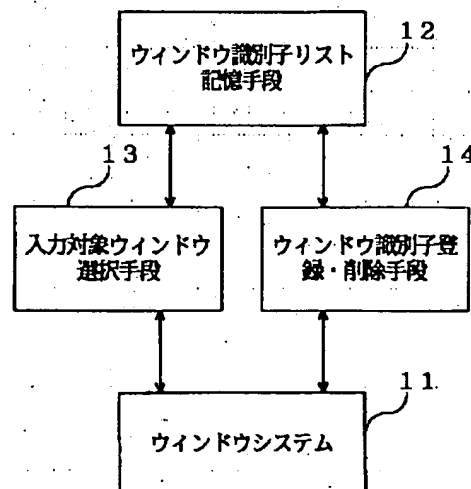 12
ウィンドウ識別子リスト
記憶手段
13
14
入力対象ウィンドウ
選択手段
ウィンドウ識別子登
録・削除手段
11
ウィンドウシステム